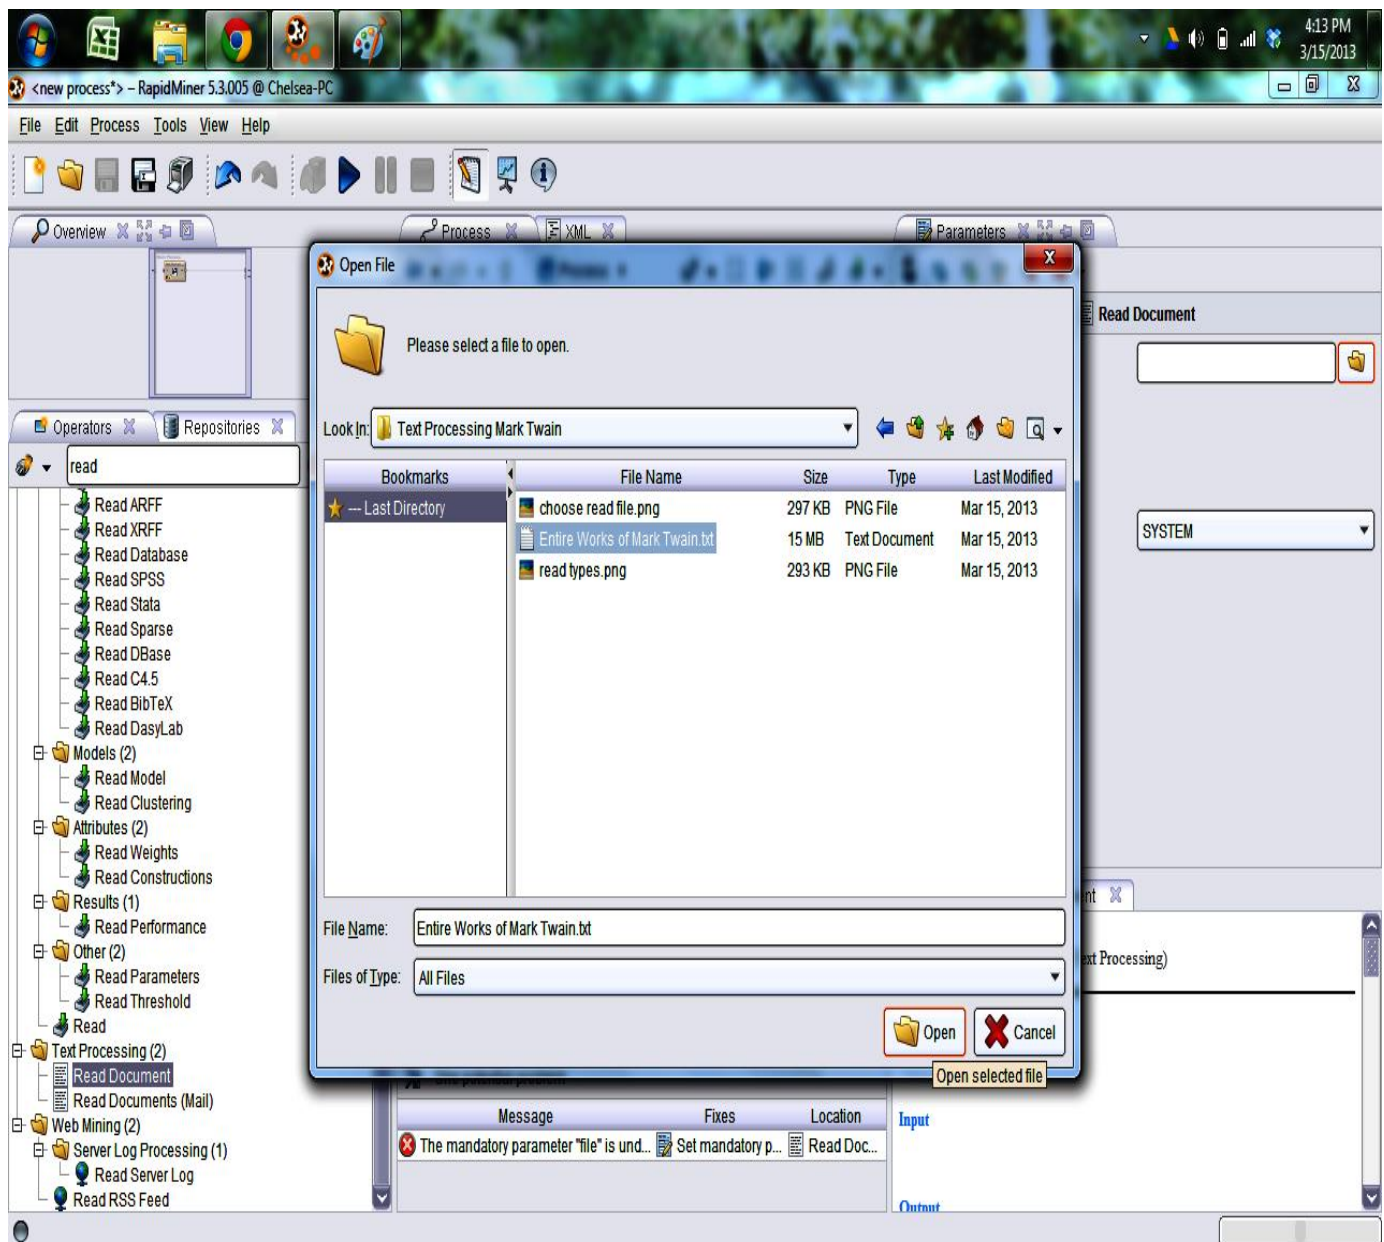 4:13 PM
3/15/2013
<new process*> – RapidMiner 5.3.005 @ Chelsea-PC
File Edit Process Tools View Help
Overview
Process
XML
Parameters
Open File
Please select a file to open.
Read Document
Operators
Repositories
read
Look In: Text Processing Mark Twain
Bookmarks
File Name Size Type Last Modified
--- Last Directory
choose read file.png 297 KB PNG File Mar 15, 2013
Entire Works of Mark Twain.txt 15 MB Text Document Mar 15, 2013
read types.png 293 KB PNG File Mar 15, 2013
SYSTEM
Read ARFF
Read XRFF
Read Database
Read SPSS
Read Stata
Read Sparse
Read DBase
Read C4.5
Read BibTeX
Read DasyLab
Models (2)
Read Model
Read Clustering
Attributes (2)
Read Weights
Read Constructions
Results (1)
Read Performance
Other (2)
Read Parameters
Read Threshold
Read
Text Processing (2)
Read Document
Read Documents (Mail)
Web Mining (2)
Server Log Processing (1)
Read Server Log
Read RSS Feed
File Name: Entire Works of Mark Twain.txt
Files of Type: All Files
Open
Cancel
Open selected file
nt
ext Processing)
Message Fixes Location
The mandatory parameter "file" is und... Set mandatory p... Read Doc...
Input
Output